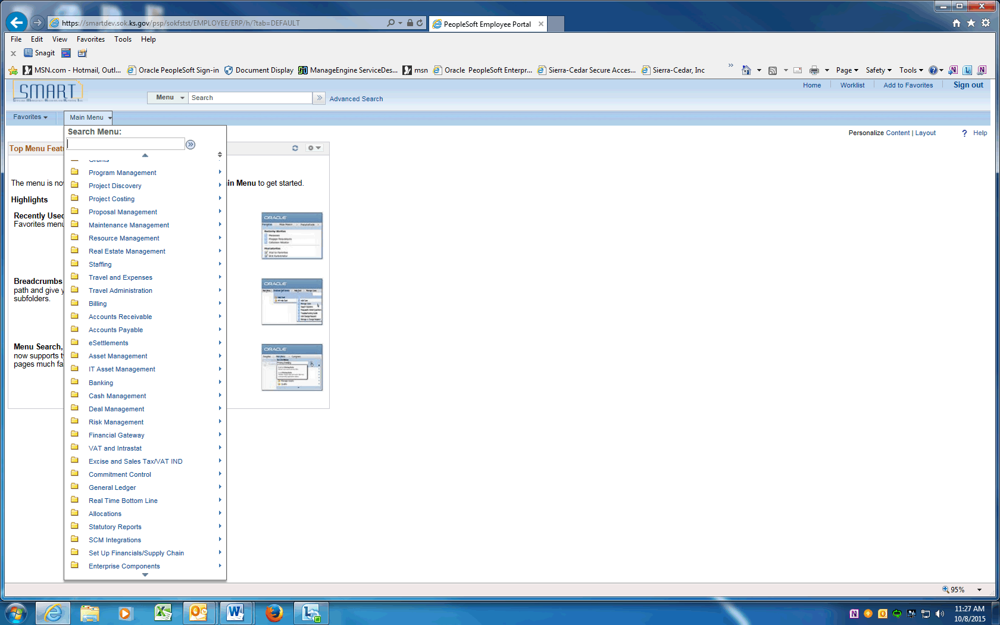 https://smartdev.sok.ks.gov/psp/sokfstst/EMPLOYEE/ERP/h/?tab=DEFAULT
PeopleSoft Employee Portal
File Edit View Favorites Tools Help
x Snagit
MSN.com - Hotmail, Outl... Oracle PeopleSoft Sign-in Document Display ManageEngine ServiceDes... msn Oracle PeopleSoft Enterpr... Sierra-Cedar Secure Acces... Sierra-Cedar, Inc » Page Safety Tools
SMART
Home Worklist Add to Favorites Sign out
Menu Search Advanced Search
Favorites Main Menu
Personalize Content | Layout ? Help
Search Menu:
Top Menu Featu
Grants
Program Management
The menu is now in Menu to get started.
Project Discovery
Highlights
Project Costing
Proposal Management
Recently Used
Favorites menu
Maintenance Management
Resource Management
Real Estate Management
Staffing
Breadcrumbs
path and give y
subfolders.
Travel and Expenses
Travel Administration
Billing
Accounts Receivable
Accounts Payable
Menu Search,
now supports ty
pages much fa
eSettlements
Asset Management
IT Asset Management
Banking
Cash Management
Deal Management
Risk Management
Financial Gateway
VAT and Intrastat
Excise and Sales Tax/VAT IND
Commitment Control
General Ledger
Real Time Bottom Line
Allocations
Statutory Reports
SCM Integrations
Set Up Financials/Supply Chain
Enterprise Components
ORACLE
ORACLE
ORACLE
95%
11:27 AM
10/8/2015